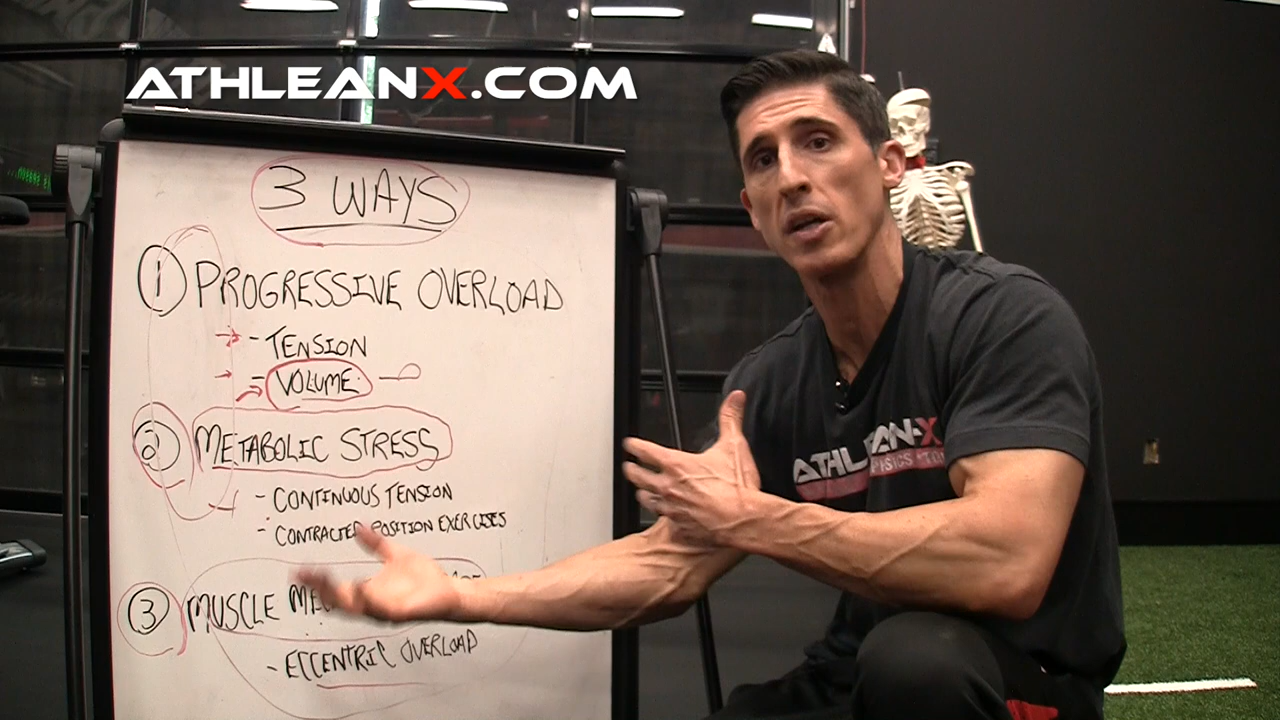 ATHLEANX.COM
3 WAYS
1 PROGRESSIVE OVERLOAD
- TENSION
- VOLUME
2 METABOLIC STRESS
- CONTINUOUS TENSION
- CONTRACTED POSITION EXERCISES
3 MUSCLE
- ECCENTRIC OVERLOAD
ATHLEAN-X